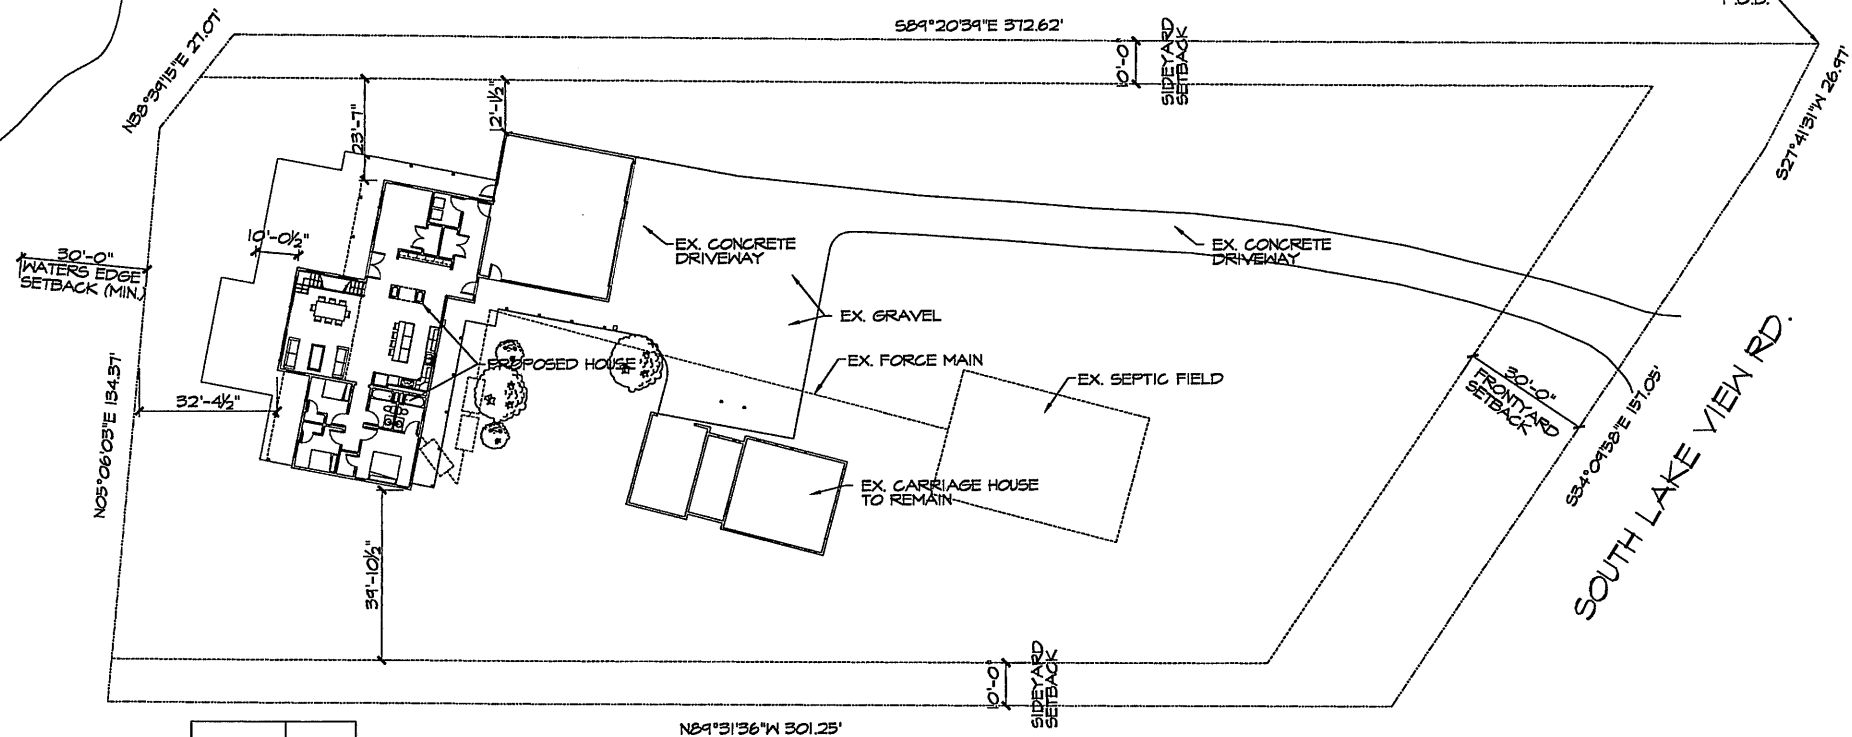 P.O.B.
S89°20'39"E 372.62'
N38°39'15"E 27.07'
10'-0"
SIDEYARD
SETBACK
S27°41'31"W 26.97'
23'-7"
12'-1½"
10'-0½"
30'-0"
WATERS EDGE
SETBACK (MIN.)
EX. CONCRETE
DRIVEWAY
EX. CONCRETE
DRIVEWAY
EX. GRAVEL
PROPOSED HOUSE
EX. FORCE MAIN
EX. SEPTIC FIELD
30'-0"
FRONTYARD
SETBACK
S34°09'58"E 157.05'
SOUTH LAKE VIEW RD.
32'-4½"
N05°06'03"E 134.37'
EX. CARRIAGE HOUSE
TO REMAIN
39'-10½"
10'-0"
SIDEYARD
SETBACK
N89°31'36"W 301.25'